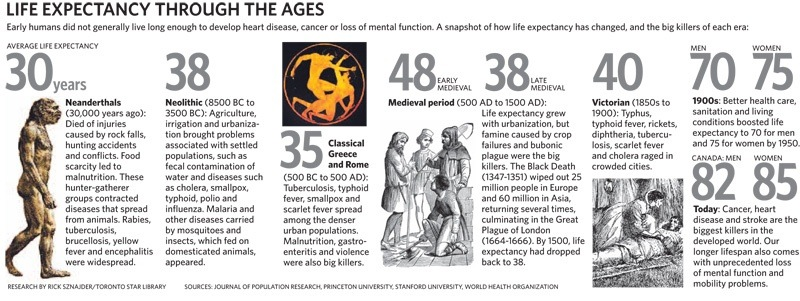 LIFE EXPECTANCY THROUGH THE AGES
Early humans did not generally live long enough to develop heart disease, cancer or loss of mental function. A snapshot of how life expectancy has changed, and the big killers of each era:
AVERAGE LIFE EXPECTANCY
30 years
Neanderthals
(30,000 years ago):
Died of injuries
caused by rock falls,
hunting accidents
and conflicts. Food
scarcity led to
malnutrition. These
hunter-gatherer
groups contracted
diseases that spread
from animals. Rabies,
tuberculosis,
brucellosis, yellow
fever and encephalitis
were widespread.
38
Neolithic (8500 BC to
3500 BC): Agriculture,
irrigation and urbaniza-
tion brought problems
associated with settled
populations, such as
fecal contamination of
water and diseases such
as cholera, smallpox,
typhoid, polio and
influenza. Malaria and
other diseases carried
by mosquitoes and
insects, which fed on
domesticated animals,
appeared.
35
Classical
Greece
and Rome
(500 BC to 500 AD):
Tuberculosis, typhoid
fever, smallpox and
scarlet fever spread
among the denser
urban populations.
Malnutrition, gastro-
enteritis and violence
were also big killers.
48 EARLY
MEDIEVAL
38 LATE
MEDIEVAL
Medieval period (500 AD to 1500 AD):
Life expectancy grew
with urbanization, but
famine caused by crop
failures and bubonic
plague were the big
killers. The Black Death
(1347-1351) wiped out 25
million people in Europe
and 60 million in Asia,
returning several times,
culminating in the Great
Plague of London
(1664-1666). By 1500, life
expectancy had dropped
back to 38.
40
Victorian (1850s to
1900): Typhus,
typhoid fever, rickets,
diphtheria, tubercu-
losis, scarlet fever
and cholera raged in
crowded cities.
MEN WOMEN
70 75
1900s: Better health care,
sanitation and living
conditions boosted life
expectancy to 70 for men
and 75 for women by 1950.
CANADA: MEN WOMEN
82 85
Today: Cancer, heart
disease and stroke are the
biggest killers in the
developed world. Our
longer lifespan also comes
with unprecedented loss
of mental function and
mobility problems.
RESEARCH BY RICK SZNAJDER/TORONTO STAR LIBRARY
SOURCES: JOURNAL OF POPULATION RESEARCH, PRINCETON UNIVERSITY, STANFORD UNIVERSITY, WORLD HEALTH ORGANIZATION